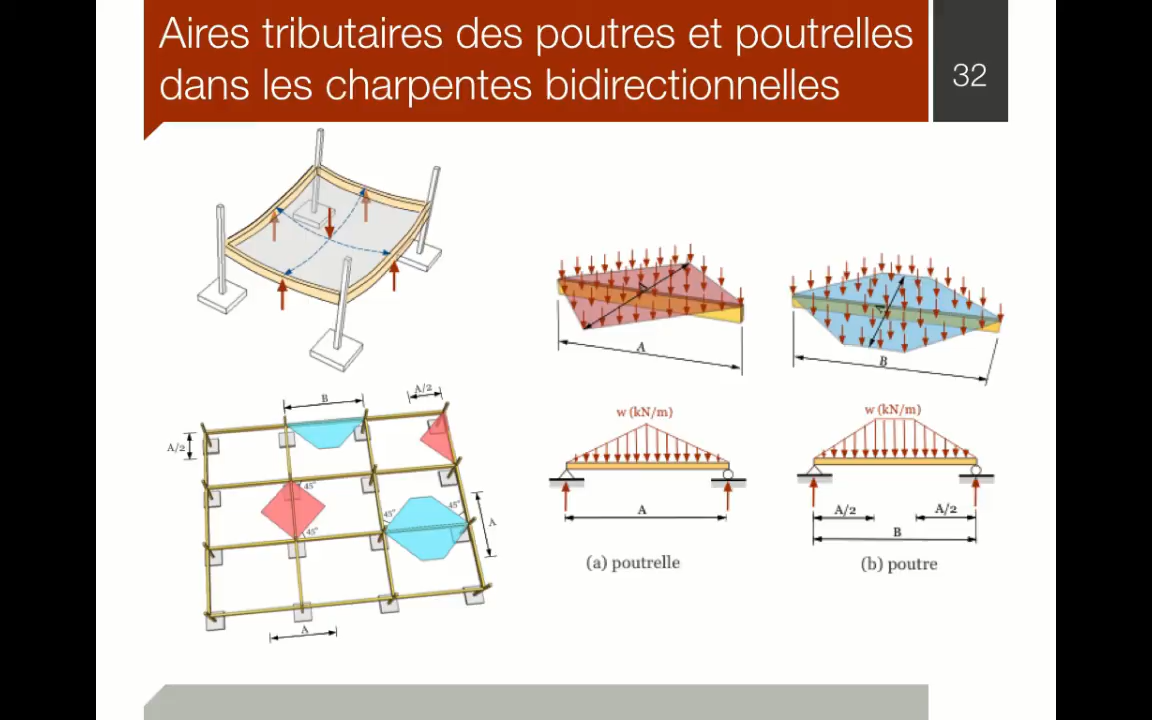 Aires tributaires des poutres et poutrelles
dans les charpentes bidirectionnelles
32
A
A
B
A
w (kN/m)
A
(a) poutrelle
w (kN/m)
A/2
A/2
B
(b) poutre
B
A/2
A/2
45°
45°
45°
45°
A
A